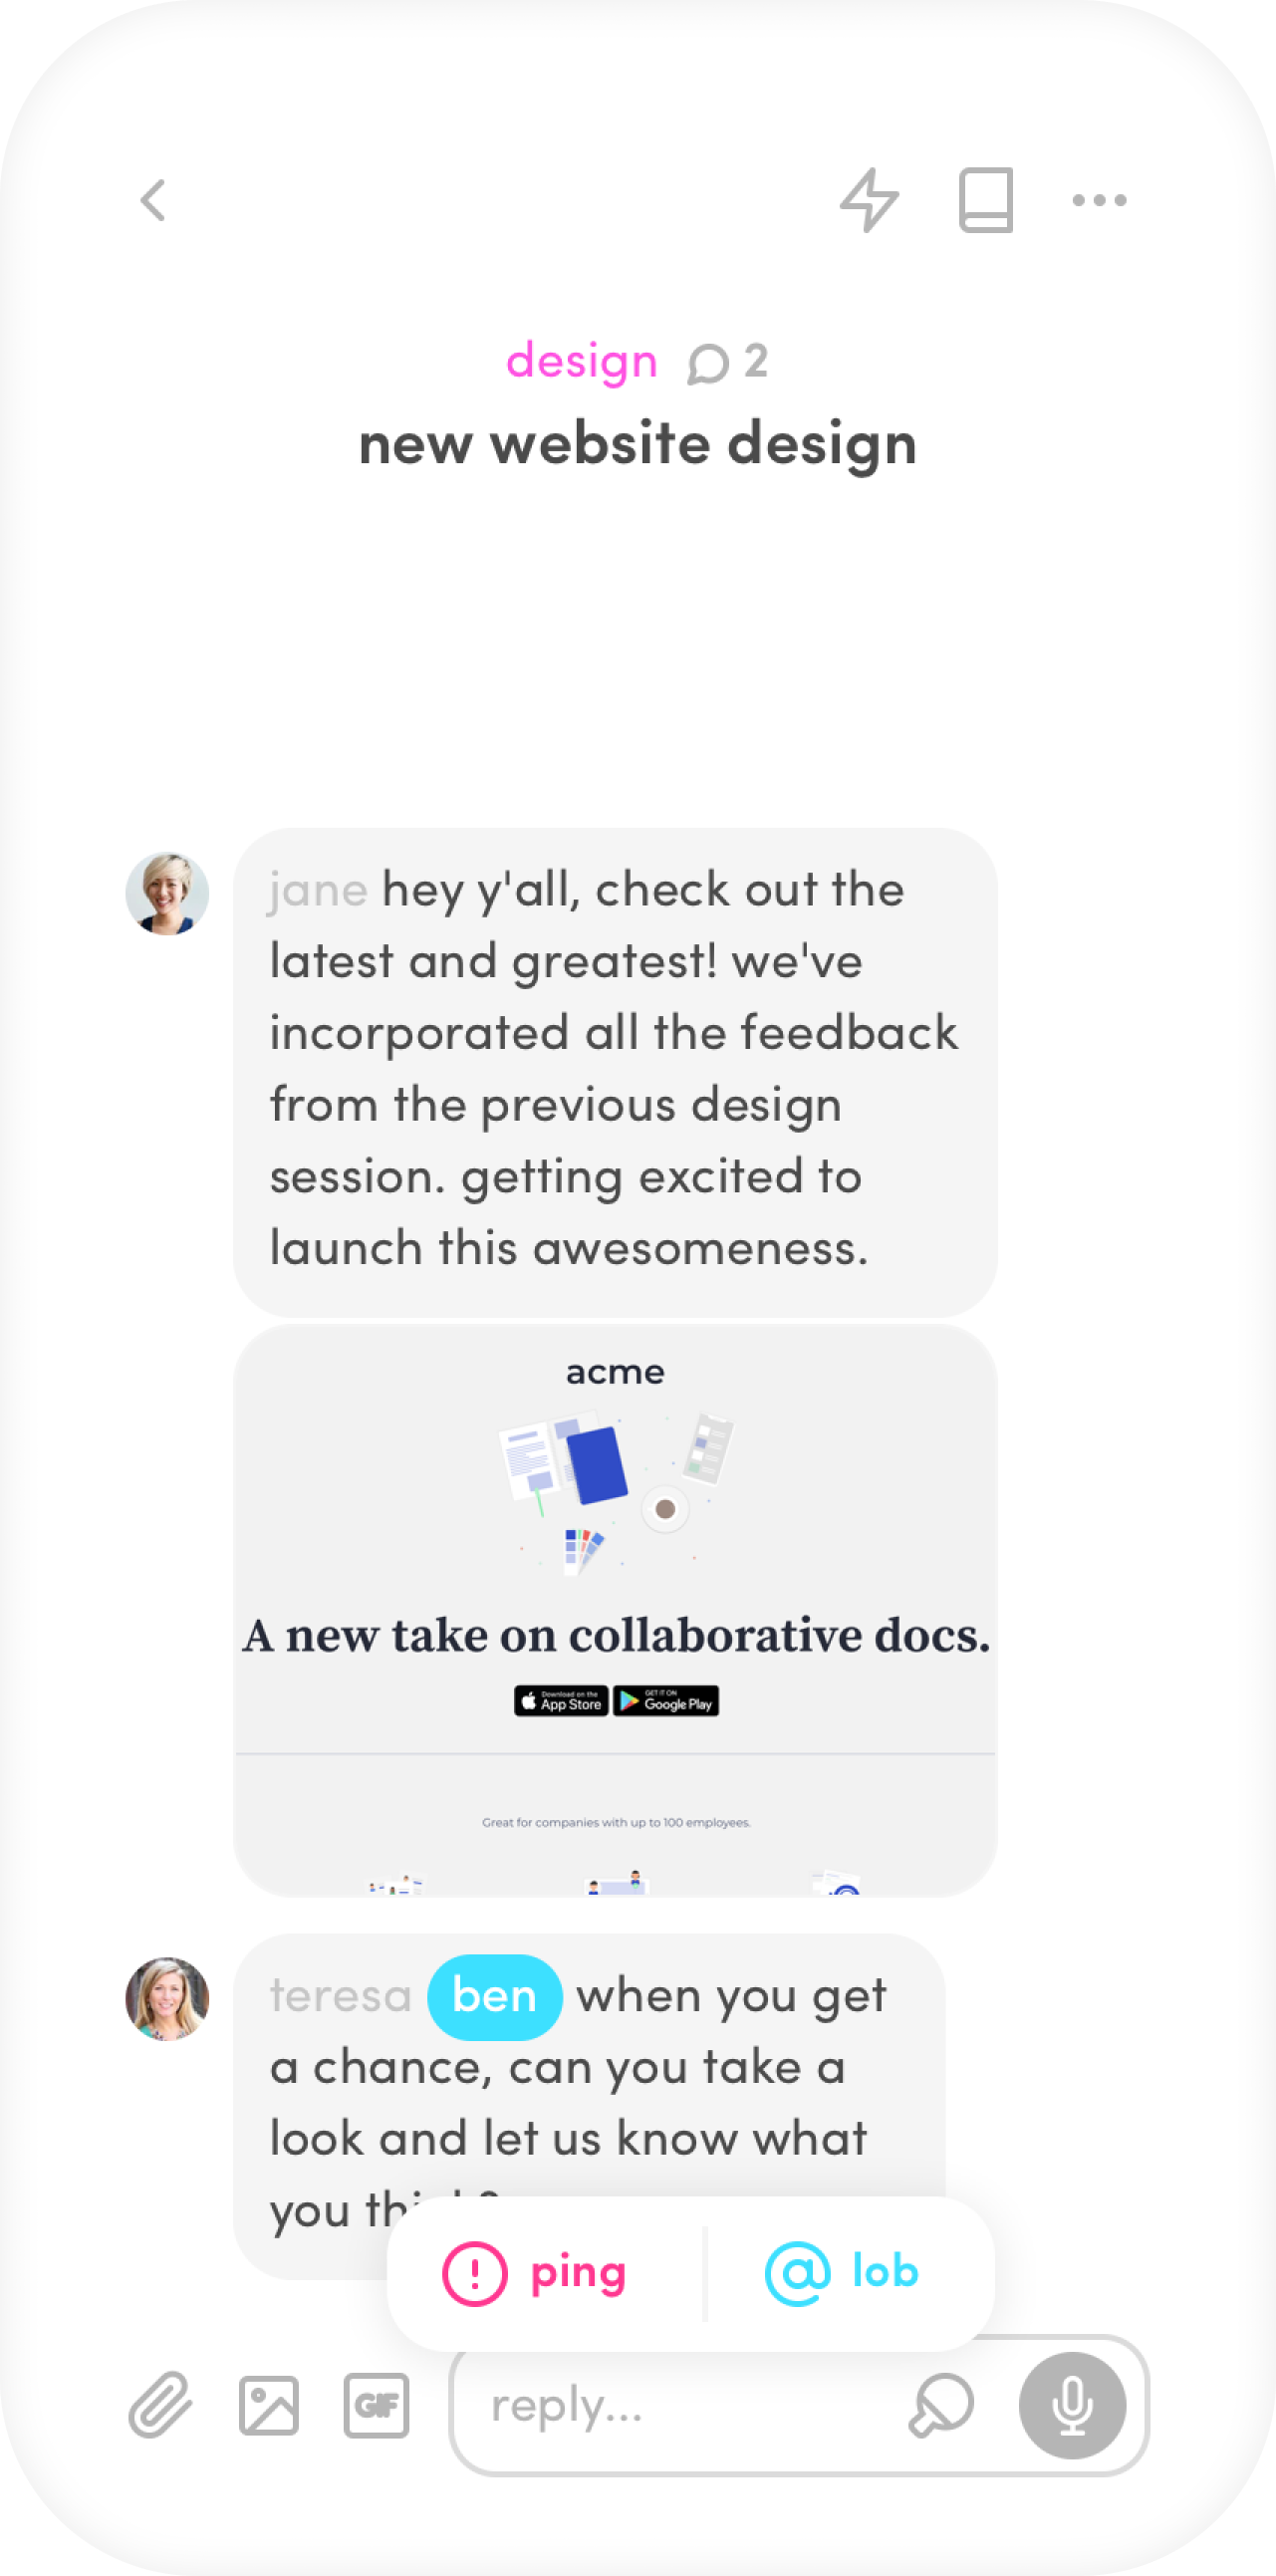 design 2
new website design
jane hey y'all, check out the
latest and greatest! we've
incorporated all the feedback
from the previous design
session. getting excited to
launch this awesomeness.
acme
A new take on collaborative docs.
Download on the
App Store
GET IT ON
Google Play
Great for companies with up to 100 employees.
teresa ben when you get
a chance, can you take a
look and let us know what
you
ping
@ lob
GIF
reply...